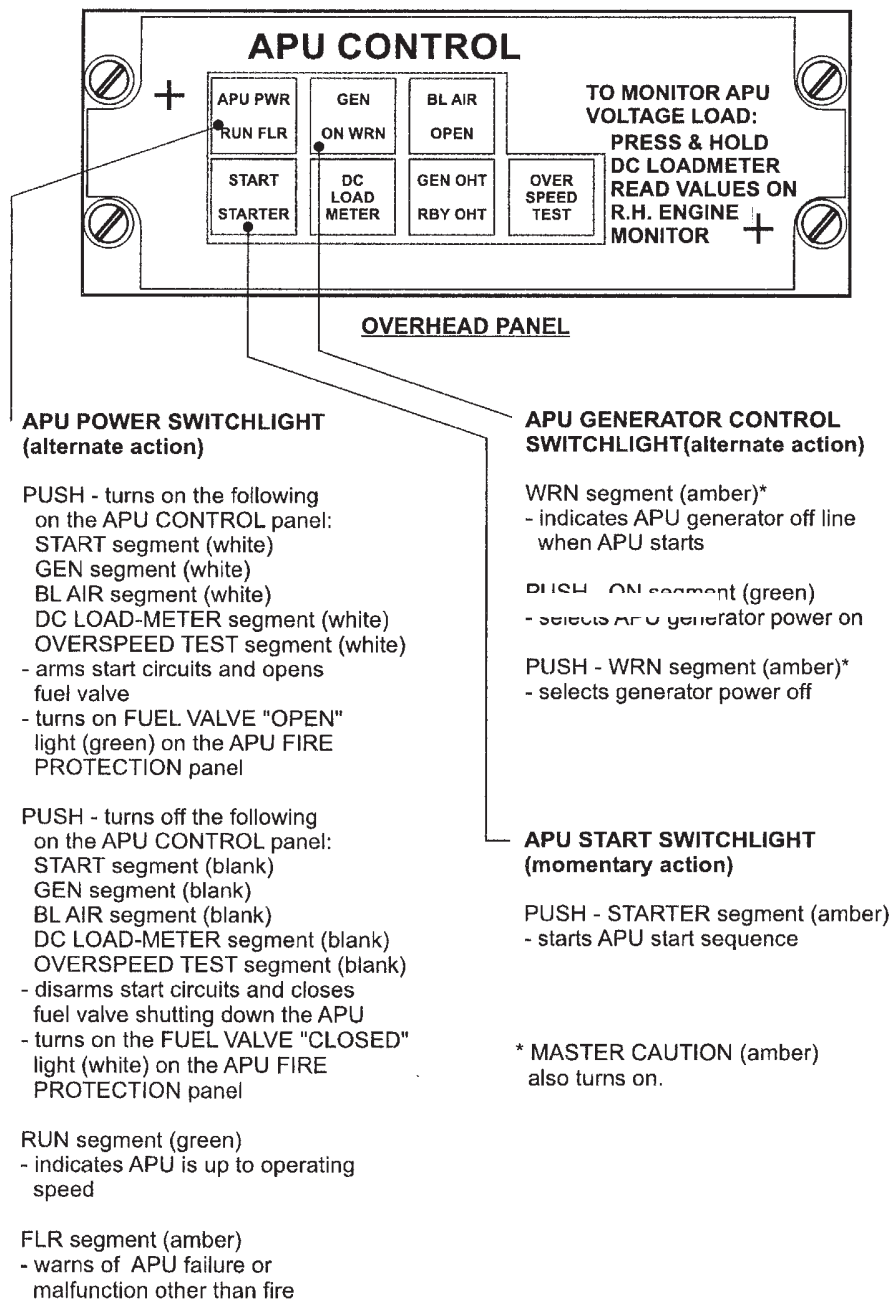 APU CONTROL
APU PWR
RUN FLR
GEN
ON WRN
BL AIR
OPEN
START
STARTER
DC
LOAD
METER
GEN OHT
RBY OHT
OVER
SPEED
TEST
TO MONITOR APU
VOLTAGE LOAD:
PRESS & HOLD
DC LOADMETER
READ VALUES ON
R.H. ENGINE
MONITOR
OVERHEAD PANEL
APU POWER SWITCHLIGHT
(alternate action)
PUSH - turns on the following
on the APU CONTROL panel:
START segment (white)
GEN segment (white)
BL AIR segment (white)
DC LOAD-METER segment (white)
OVERSPEED TEST segment (white)
- arms start circuits and opens
fuel valve
- turns on FUEL VALVE "OPEN"
light (green) on the APU FIRE
PROTECTION panel
PUSH - turns off the following
on the APU CONTROL panel:
START segment (blank)
GEN segment (blank)
BL AIR segment (blank)
DC LOAD-METER segment (blank)
OVERSPEED TEST segment (blank)
- disarms start circuits and closes
fuel valve shutting down the APU
- turns on the FUEL VALVE "CLOSED"
light (white) on the APU FIRE
PROTECTION panel
RUN segment (green)
- indicates APU is up to operating
speed
FLR segment (amber)
- warns of APU failure or
malfunction other than fire
APU GENERATOR CONTROL
SWITCHLIGHT(alternate action)
WRN segment (amber)*
- indicates APU generator off line
when APU starts
PUSH - ON segment (green)
- selects APU generator power on
PUSH - WRN segment (amber)*
- selects generator power off
APU START SWITCHLIGHT
(momentary action)
PUSH - STARTER segment (amber)
- starts APU start sequence
* MASTER CAUTION (amber)
also turns on.